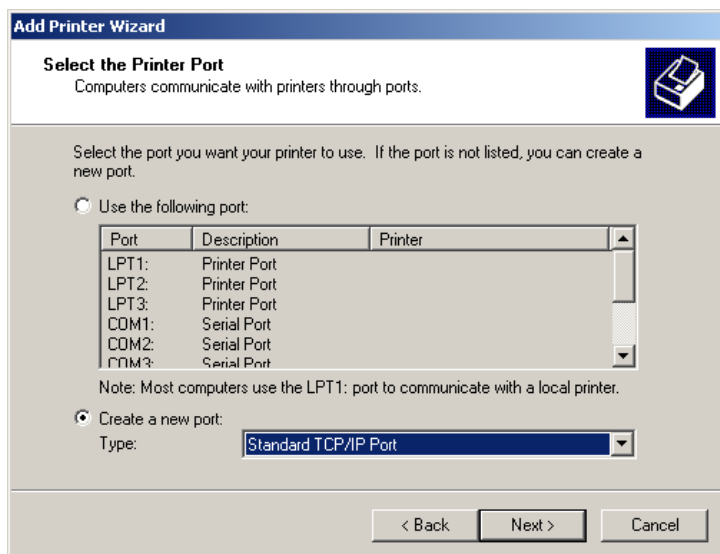 Add Printer Wizard
Select the Printer Port
Computers communicate with printers through ports.
Select the port you want your printer to use. If the port is not listed, you can create a
new port.
Use the following port:
Port Description Printer
LPT1: Printer Port
LPT2: Printer Port
LPT3: Printer Port
COM1: Serial Port
COM2: Serial Port
COM3: Serial Port
Note: Most computers use the LPT1: port to communicate with a local printer.
Create a new port:
Type: Standard TCP/IP Port
< Back Next > Cancel